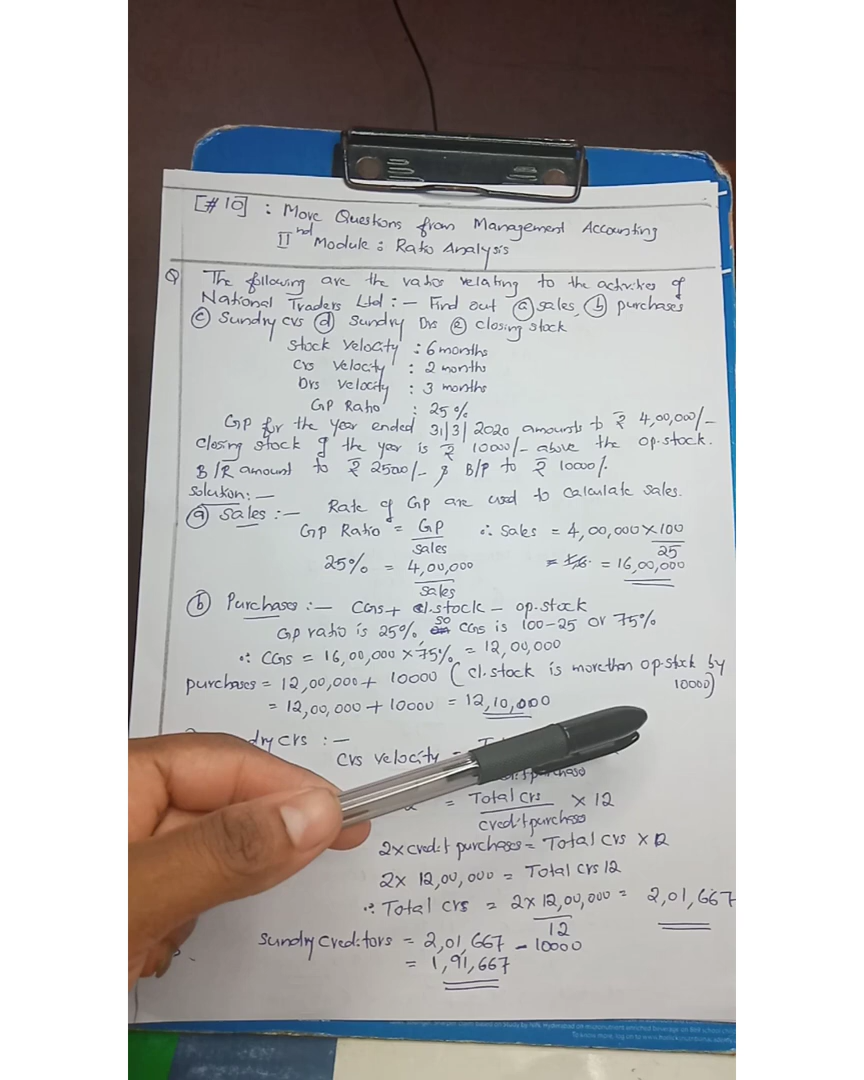 [#10] : More Questions from Management Accounting
IInd Module : Ratio Analysis
Q The following are the ratios relating to the activities of
National Traders Ltd :— Find out ⓐ sales, ⓑ purchases
ⓒ Sundry crs ⓓ Sundry Drs ⓔ closing stock
Stock velocity : 6 months
Crs velocity : 2 months
Drs velocity : 3 months
GP Ratio : 25%
GP for the year ended 31/3/2020 amounts to ₹ 4,00,000/-
closing stock of the year is ₹ 10000/- above the op.stock.
B/R amount to ₹ 2500/- & B/P to ₹ 10000/.
Solution:—
ⓐ Sales :— Rate of GP are used to calculate sales.
GP Ratio = GP / Sales ∴ Sales = 4,00,000 × 100 / 25
25% = 4,00,000 / Sales = 16,00,000
ⓑ Purchases :— CGS + cl.stock — op.stock
GP ratio is 25% so CGS is 100-25 or 75%
∴ CGS = 16,00,000 × 75% = 12,00,000
purchases = 12,00,000 + 10000 (cl.stock is more than op.stock by 10000)
= 12,00,000 + 10000 = 12,10,000
dry crs :—
Crs velocity =
= Total crs / credit purchase × 12
2 × credit purchases = Total crs × 12
2 × 12,00,000 = Total crs 12
∴ Total crs = 2 × 12,00,000 / 12 = 2,01,667
Sundry creditors = 2,01,667 - 10000
= 1,91,667